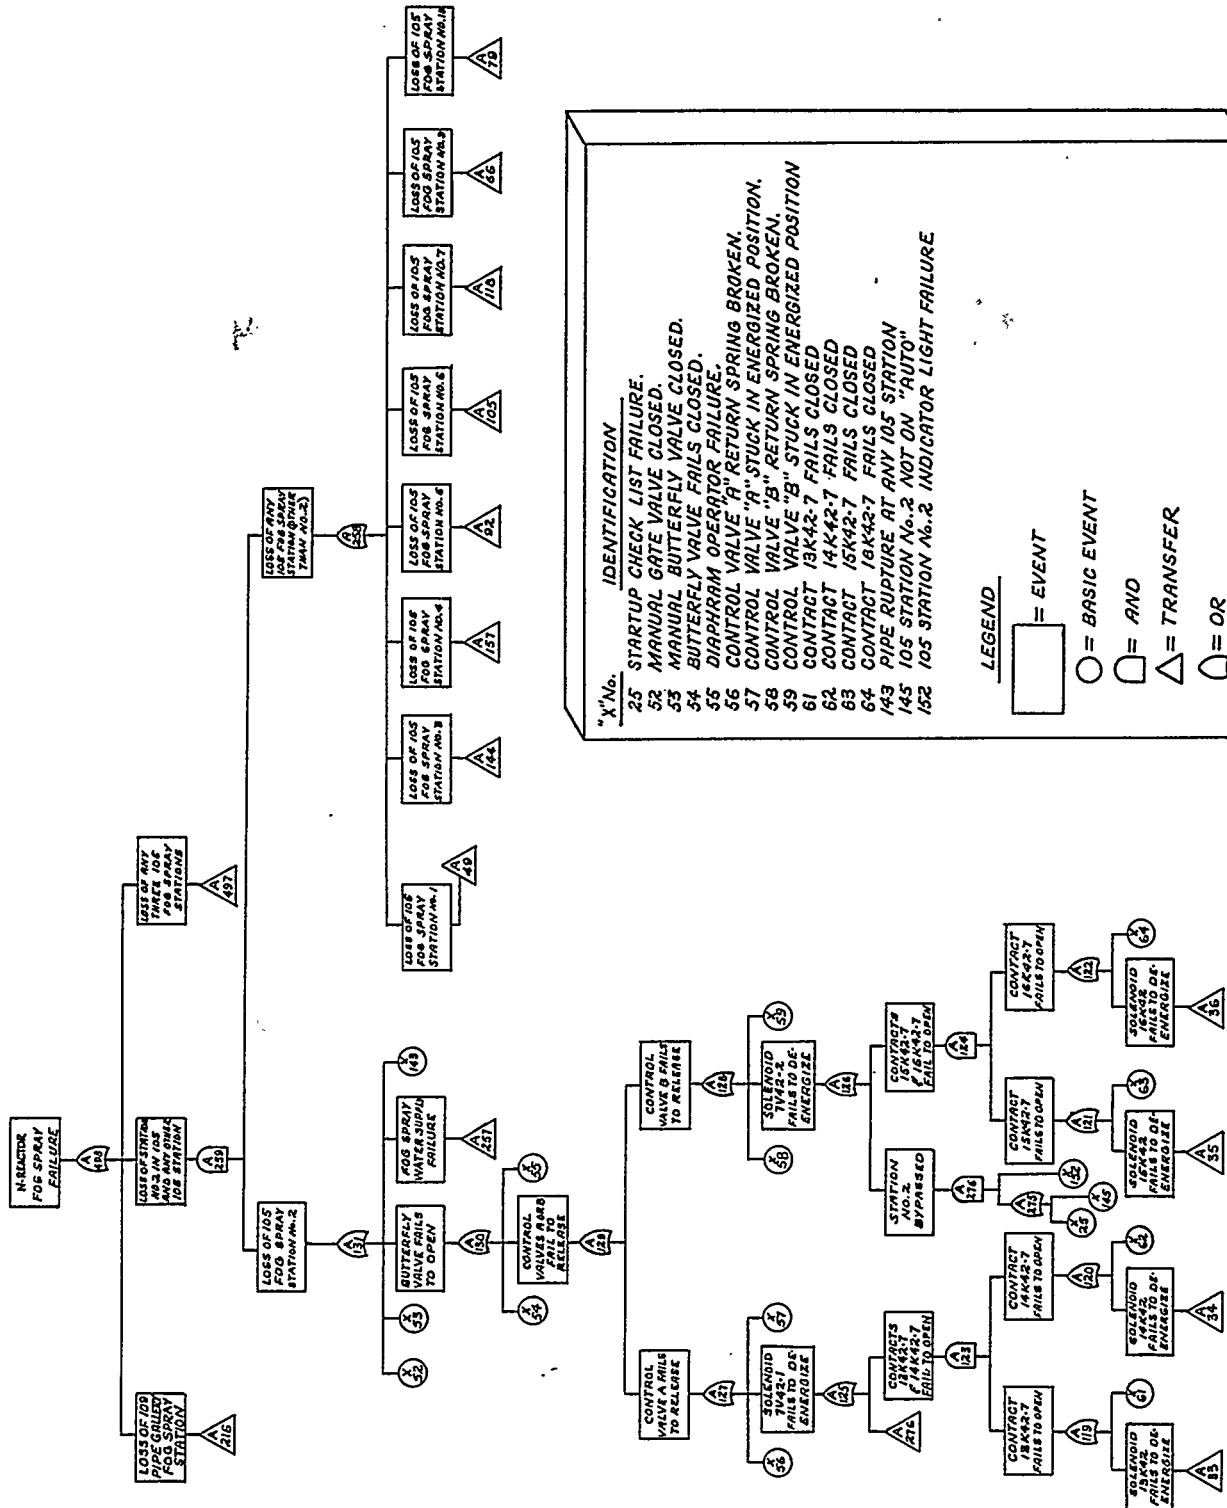 N-REACTOR
FOG SPRAY
FAILURE
A
498
LOSS OF 109
PIPE GALLERY
FOG SPRAY
STATION
A
216
LOSS OF STATION
NO.2 IN 105
AND ANY OTHER
105 STATION
A
259
LOSS OF ANY
THREE 105
FOG SPRAY
STATIONS
A
497
LOSS OF 105
FOG SPRAY
STATION NO.2
A
131
LOSS OF ANY
105 FOG SPRAY
STATION (OTHER
THAN NO.2)
A
258
X
52
X
53
BUTTERFLY
VALVE FAILS
TO OPEN
A
130
FOG SPRAY
WATER SUPPLY
FAILURE
A
257
X
143
LOSS OF 105
FOG SPRAY
STATION NO.1
A
49
LOSS OF 105
FOG SPRAY
STATION NO.3
A
144
LOSS OF 105
FOG SPRAY
STATION NO.4
A
157
LOSS OF 105
FOG SPRAY
STATION NO.5
A
92
LOSS OF 105
FOG SPRAY
STATION NO.6
A
105
LOSS OF 105
FOG SPRAY
STATION NO.7
A
118
LOSS OF 105
FOG SPRAY
STATION NO.9
A
66
LOSS OF 105
FOG SPRAY
A
79
X
54
CONTROL
VALVES A OR B
FAIL TO
RELEASE
X
55
A
129
CONTROL
VALVE A FAILS
TO RELEASE
A
127
CONTROL
VALVE B FAILS
TO RELEASE
A
128
X
56
SOLENOID
7V42-1
FAILS TO DE-
ENERGIZE
X
57
A
125
X
58
SOLENOID
7V42-2
FAILS TO DE-
ENERGIZE
X
59
A
126
A
276
CONTACTS
13K42-7
& 14K42-7
FAIL TO OPEN
A
123
STATION
NO.2
BYPASSED
A
276
A
275
X
152
X
25
X
145
CONTACTS
15K42-7
& 16K42-7
FAIL TO OPEN
A
124
CONTACT
13K42-7
FAILS TO OPEN
A
119
CONTACT
14K42-7
FAILS TO OPEN
A
120
CONTACT
15K42-7
FAILS TO OPEN
A
121
CONTACT
16K42-7
FAILS TO OPEN
A
122
SOLENOID
13K42
FAILS TO DE-
ENERGIZE
X
61
A
33
SOLENOID
14K42
FAILS TO DE-
ENERGIZE
X
62
A
34
SOLENOID
15K42
FAILS TO DE-
ENERGIZE
X
63
A
35
SOLENOID
16K42
FAILS TO DE-
ENERGIZE
X
64
A
36
"X" No. IDENTIFICATION
25 STARTUP CHECK LIST FAILURE.
52 MANUAL GATE VALVE CLOSED.
53 MANUAL BUTTERFLY VALVE CLOSED.
54 BUTTERFLY VALVE FAILS CLOSED.
55 DIAPHRAM OPERATOR FAILURE.
56 CONTROL VALVE "A" RETURN SPRING BROKEN.
57 CONTROL VALVE "A" STUCK IN ENERGIZED POSITION.
58 CONTROL VALVE "B" RETURN SPRING BROKEN.
59 CONTROL VALVE "B" STUCK IN ENERGIZED POSITION
61 CONTACT 13K42-7 FAILS CLOSED
62 CONTACT 14K42-7 FAILS CLOSED
63 CONTACT 15K42-7 FAILS CLOSED
64 CONTACT 16K42-7 FAILS CLOSED
143 PIPE RUPTURE AT ANY 105 STATION
145 105 STATION No.2 NOT ON "AUTO"
152 105 STATION No.2 INDICATOR LIGHT FAILURE
LEGEND
= EVENT
= BASIC EVENT
= AND
= TRANSFER
= OR